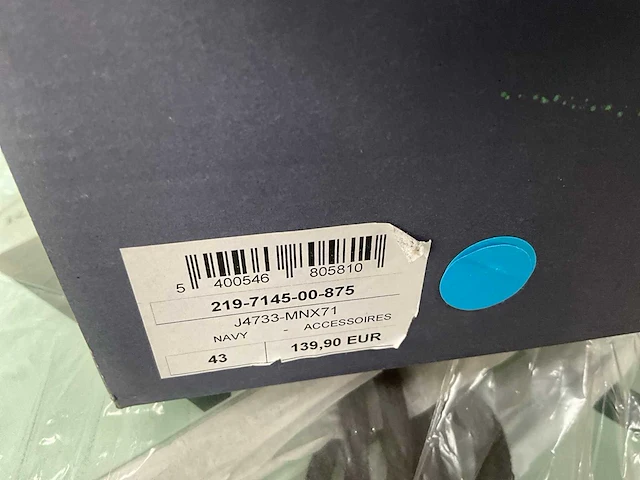 5 400546 805810
219-7145-00-875
J4733-MNX71
NAVY - ACCESSOIRES
43 139,90 EUR